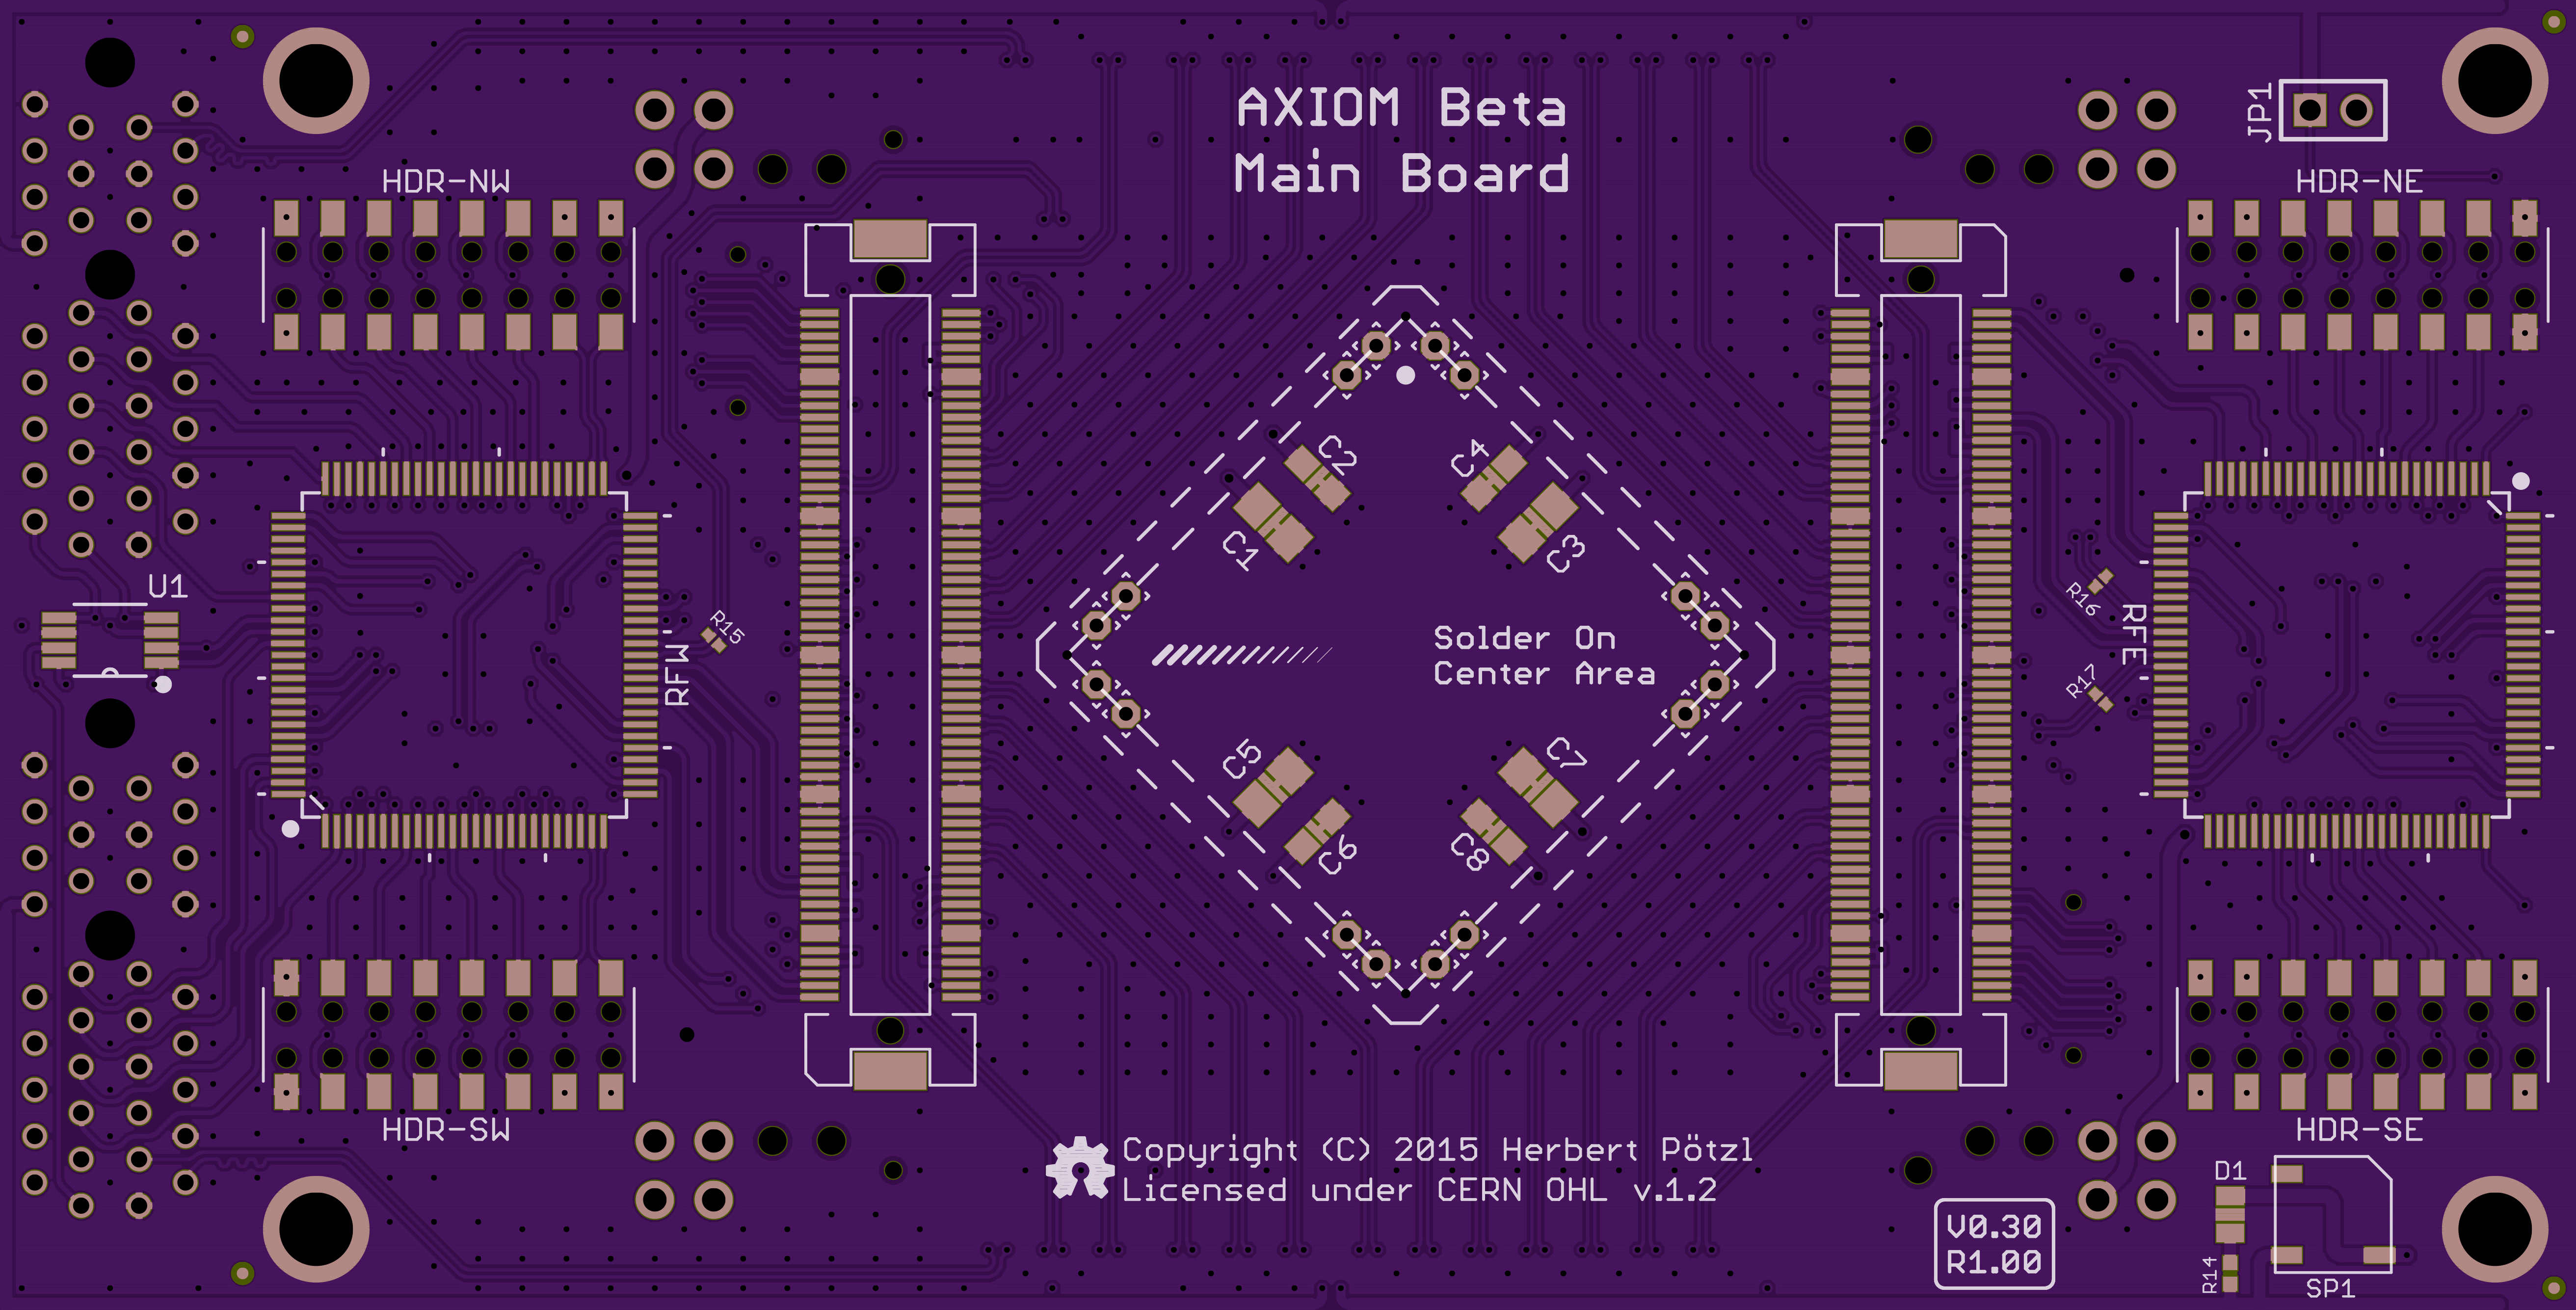 AXIOM Beta
Main Board
JP1
HDR-NW
HDR-NE
C2
C4
C1
C3
U1
R15
R16
RFW
RFE
Solder On
Center Area
R17
C5
C7
C6
C8
HDR-SW
HDR-SE
Copyright (C) 2015 Herbert Pötzl
Licensed under CERN OHL v.1.2
D1
V0.30
R1.00
R14
SP1